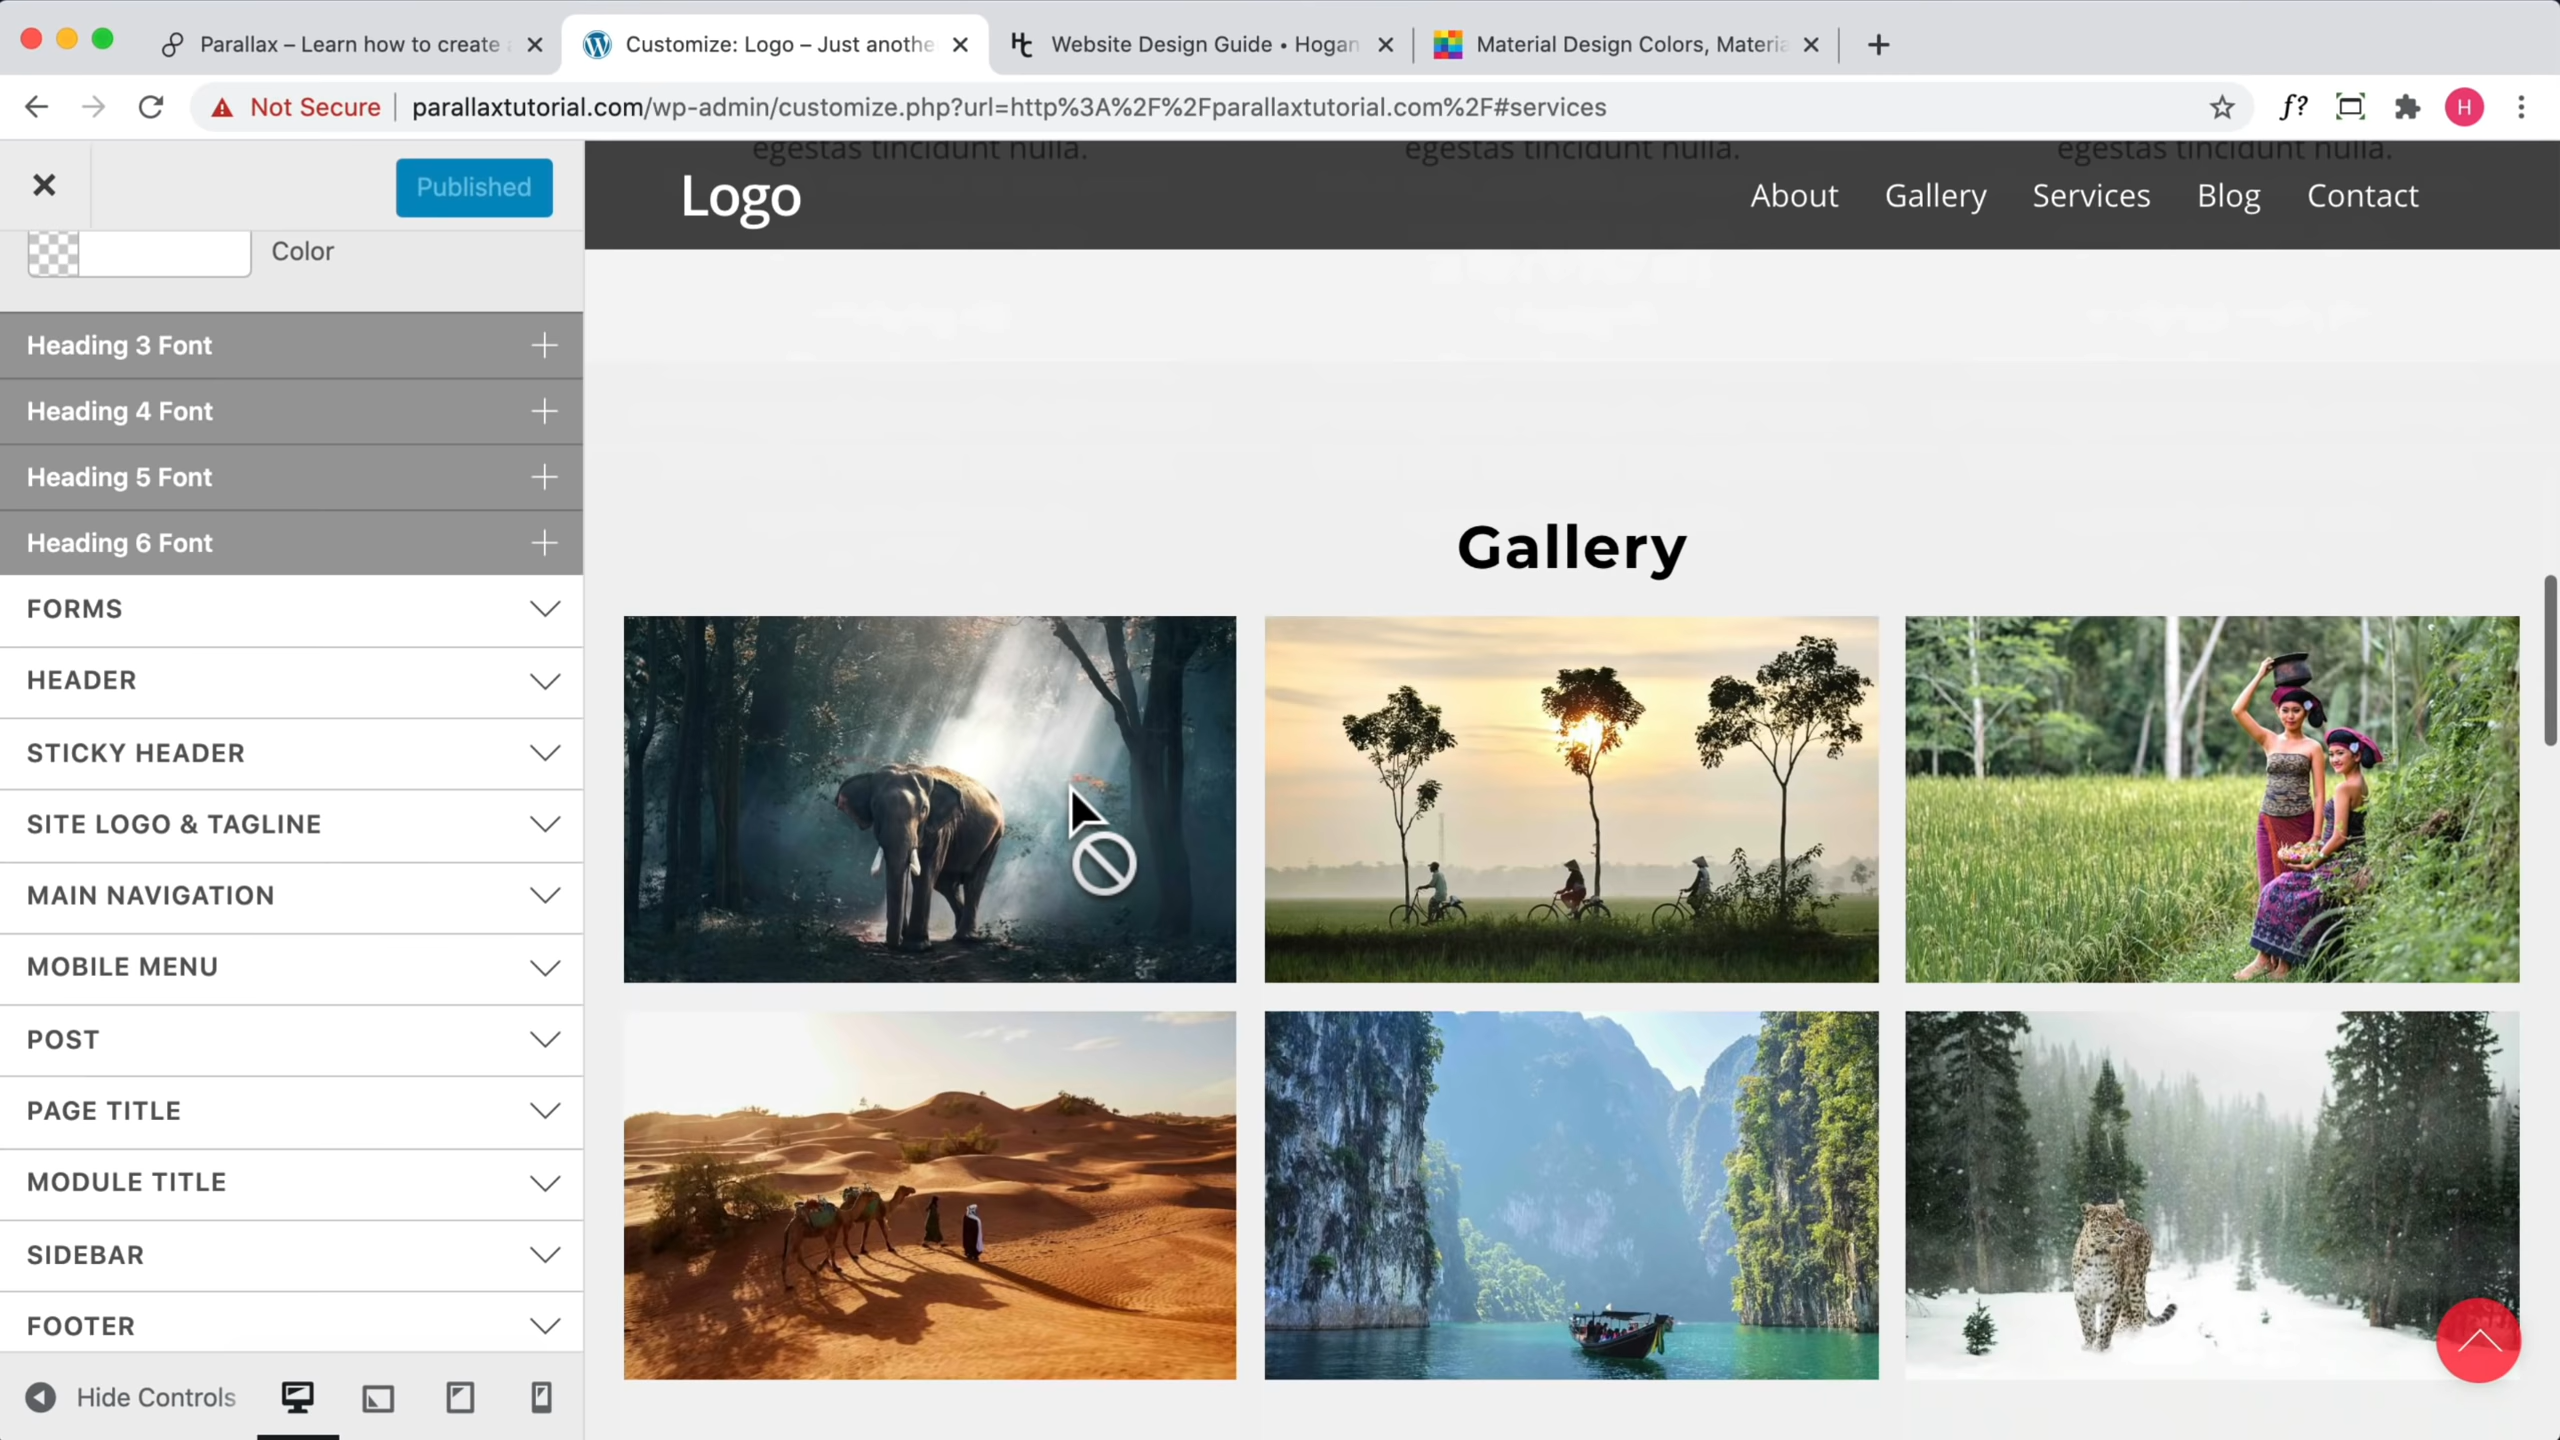 Parallax – Learn how to create a
Customize: Logo – Just anothe
Website Design Guide • Hogan
Material Design Colors, Materia
Not Secure
parallaxtutorial.com/wp-admin/customize.php?url=http%3A%2F%2Fparallaxtutorial.com%2F#services
f?
H
Published
Color
Heading 3 Font
Heading 4 Font
Heading 5 Font
Heading 6 Font
FORMS
HEADER
STICKY HEADER
SITE LOGO & TAGLINE
MAIN NAVIGATION
MOBILE MENU
POST
PAGE TITLE
MODULE TITLE
SIDEBAR
FOOTER
Hide Controls
egestas tincidunt nulla.
egestas tincidunt nulla.
egestas tincidunt nulla.
Logo
About
Gallery
Services
Blog
Contact
Gallery